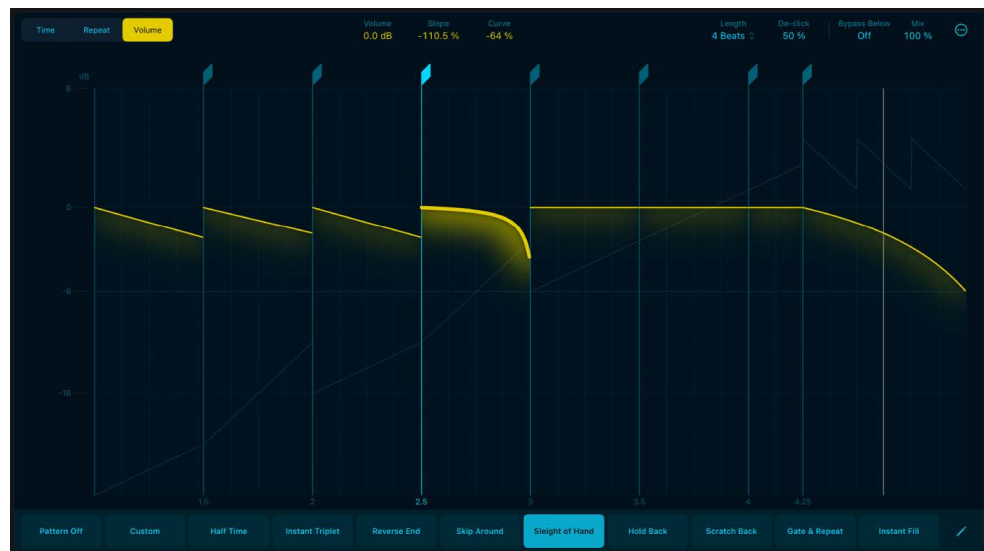 Time Repeat Volume
Volume Slope Curve Length De-click Bypass Below Mix
0.0 dB -110.5 % -64 % 4 Beats 50 % Off 100 %
dB
6
0
-6
-18
1.5 2 2.5 3 3.5 4 4.25
Pattern Off Custom Half Time Instant Triplet Reverse End Skip Around Sleight of Hand Hold Back Scratch Back Gate & Repeat Instant Fill